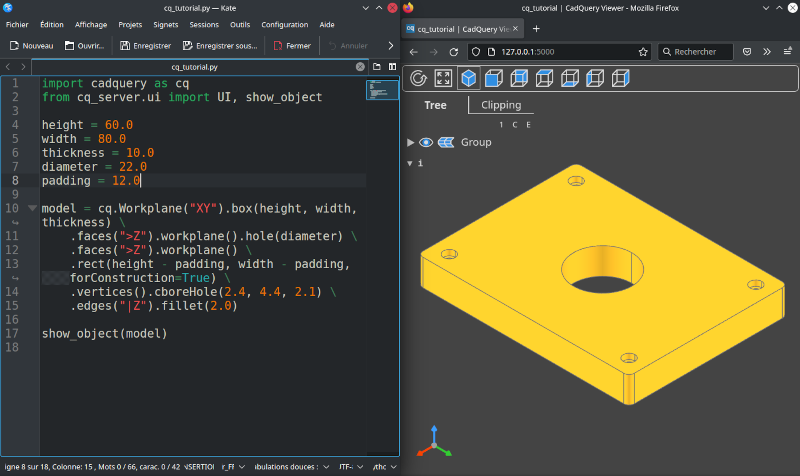 cq_tutorial.py — Kate
Fichier Édition Affichage Projets Signets Sessions Outils Configuration Aide
Nouveau Ouvrir... Enregistrer Enregistrer sous... Fermer Annuler
cq_tutorial.py
1 import cadquery as cq
2 from cq_server.ui import UI, show_object
3
4 height = 60.0
5 width = 80.0
6 thickness = 10.0
7 diameter = 22.0
8 padding = 12.0
9
10 model = cq.Workplane("XY").box(height, width,
thickness) \
11 .faces(">Z").workplane().hole(diameter) \
12 .faces(">Z").workplane() \
13 .rect(height - padding, width - padding,
forConstruction=True) \
14 .vertices().cboreHole(2.4, 4.4, 2.1) \
15 .edges("|Z").fillet(2.0)
16
17 show_object(model)
18
igne 8 sur 18, Colonne: 15 , Mots 0 / 66, carac. 0 / 42 \NSERTIOI r_FF bulations douces : JTF-: /tho
cq_tutorial | CadQuery Viewer - Mozilla Firefox
cq cq_tutorial | CadQuery Vie
127.0.0.1:5000 Rechercher
Tree Clipping
1 C E
Group
i